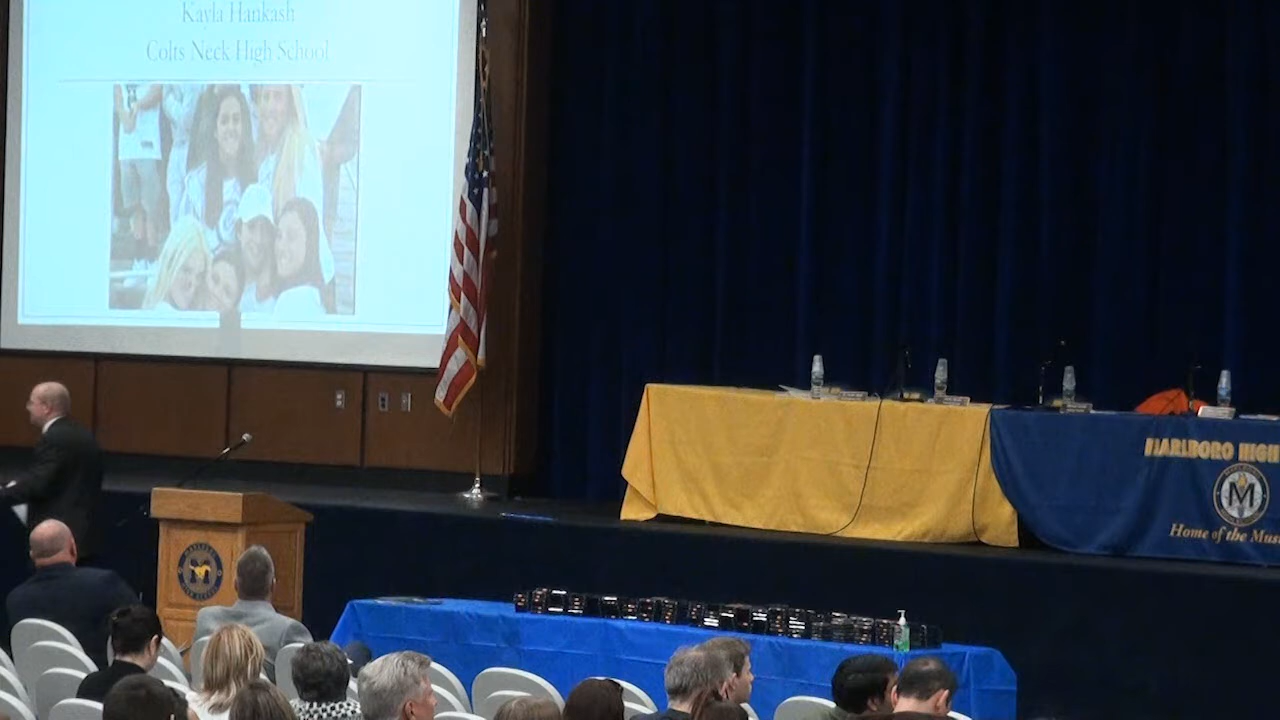 Kayla Hankash
Colts Neck High School
MARLBORO HIGH
M
Home of the Mus
M